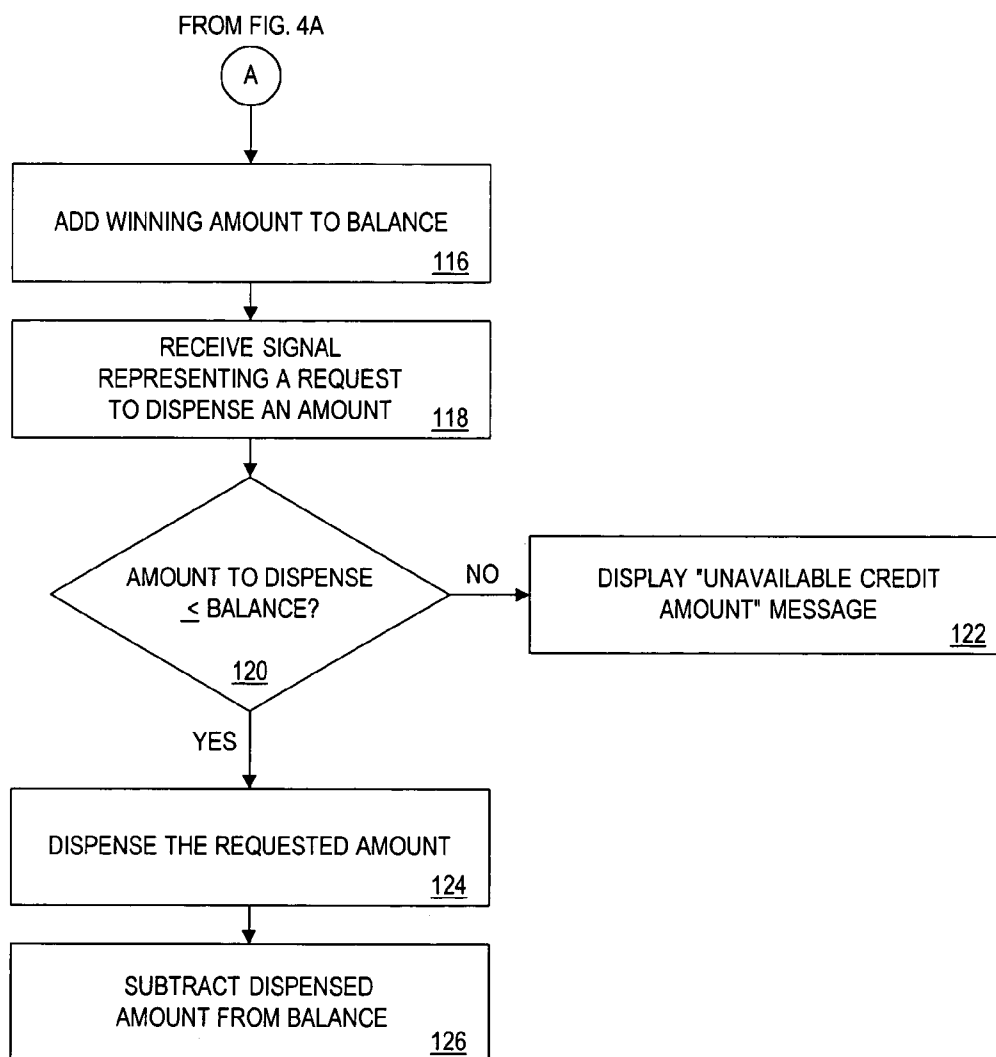 FROM FIG. 4A
A
ADD WINNING AMOUNT TO BALANCE
116
RECEIVE SIGNAL
REPRESENTING A REQUEST
TO DISPENSE AN AMOUNT
118
AMOUNT TO DISPENSE
≤ BALANCE?
120
NO
DISPLAY "UNAVAILABLE CREDIT
AMOUNT" MESSAGE
122
YES
DISPENSE THE REQUESTED AMOUNT
124
SUBTRACT DISPENSED
AMOUNT FROM BALANCE
126